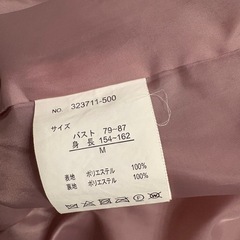 NO. 323711-500
サイズ
バスト 79~87
身長 154~162
M
表地 ポリエステル 100%
裏地 ポリエステル 100%